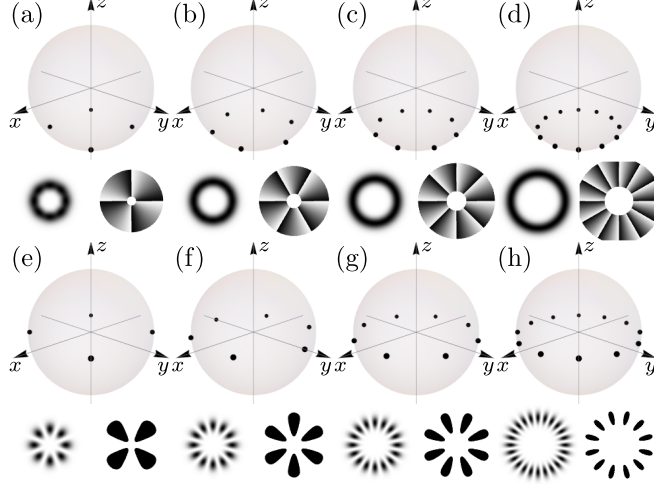 (a) z (b) z (c) z (d) z
x y x y x y x y
(e) z (f) z (g) z (h) z
x y x y x y x y